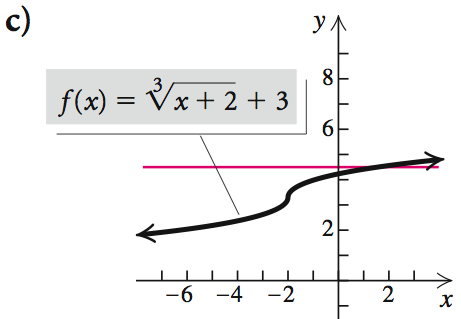 c)
y
8
f(x) = ∛(x + 2) + 3
6
2
−6 −4 −2 2 x